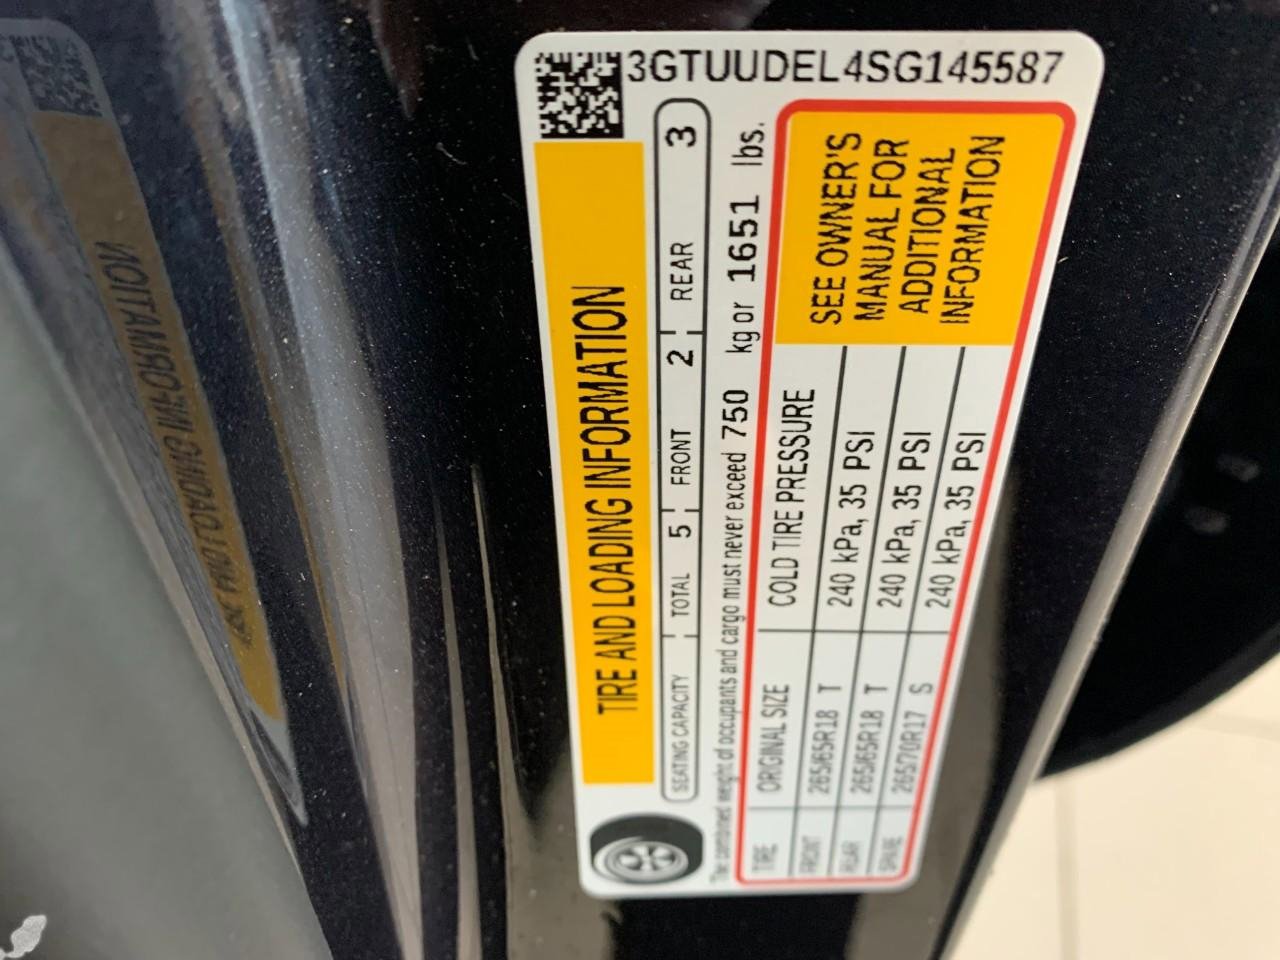 3GTUUDEL4SG145587
TIRE AND LOADING INFORMATION
SEATING CAPACITY TOTAL 5 FRONT 2 REAR 3
The combined weight of occupants and cargo must never exceed 750 kg or 1651 lbs.
TIRE ORIGINAL SIZE COLD TIRE PRESSURE
FRONT 265/65R18 T 240 kPa, 35 PSI
REAR 265/65R18 T 240 kPa, 35 PSI
SPARE 265/70R17 S 240 kPa, 35 PSI
SEE OWNER'S
MANUAL FOR
ADDITIONAL
INFORMATION